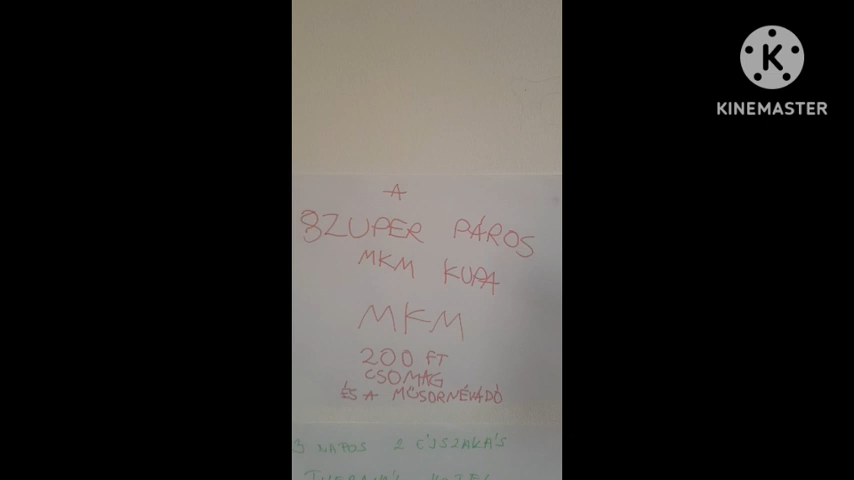 KINEMASTER
A
SZUPER PÁROS
MKM KUPA
MKM
200 FT
CSOMAG
ÉS A MŰSORNÉVADÓ
3 NAPOS 2 ÉJSZAKÁS